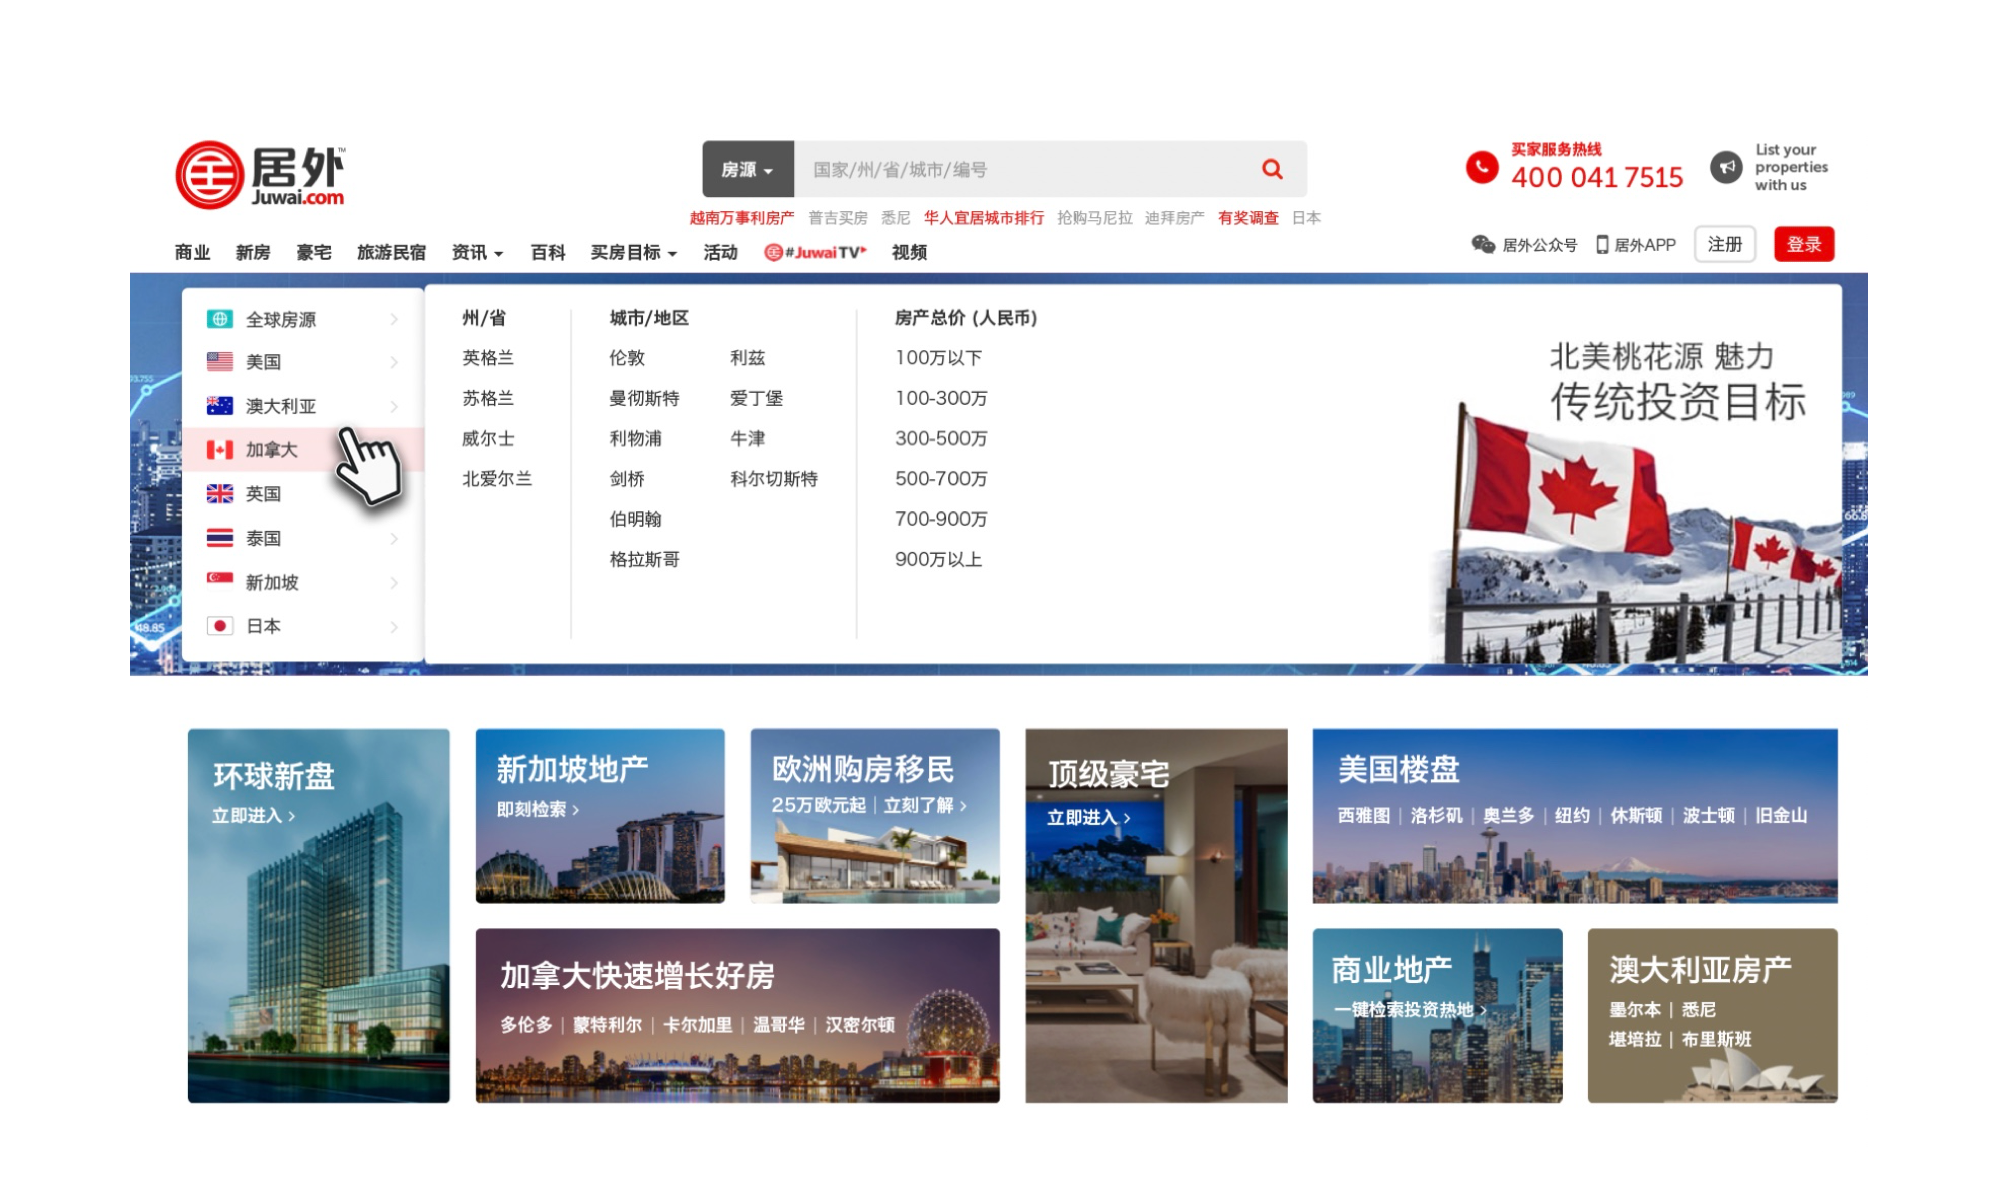 居外™
Juwai.com
房源
国家/州/省/城市/编号
买家服务热线
400 041 7515
List your
properties
with us
越南万事利房产 普吉买房 悉尼 华人宜居城市排行 抢购马尼拉 迪拜房产 有奖调查 日本
商业 新房 豪宅 旅游民宿 资讯 百科 买房目标 活动 #JuwaiTV 视频
居外公众号 居外APP 注册 登录
全球房源
美国
澳大利亚
加拿大
英国
泰国
新加坡
日本
州/省
英格兰
苏格兰
威尔士
北爱尔兰
城市/地区
伦敦 利兹
曼彻斯特 爱丁堡
利物浦 牛津
剑桥 科尔切斯特
伯明翰
格拉斯哥
房产总价 (人民币)
100万以下
100-300万
300-500万
500-700万
700-900万
900万以上
北美桃花源 魅力
传统投资目标
48.85
环球新盘
立即进入 >
新加坡地产
即刻检索 >
欧洲购房移民
25万欧元起 | 立刻了解 >
顶级豪宅
立即进入 >
美国楼盘
西雅图 | 洛杉矶 | 奥兰多 | 纽约 | 休斯顿 | 波士顿 | 旧金山
加拿大快速增长好房
多伦多 | 蒙特利尔 | 卡尔加里 | 温哥华 | 汉密尔顿
商业地产
一键检索投资热地 >
澳大利亚房产
墨尔本 | 悉尼
堪培拉 | 布里斯班